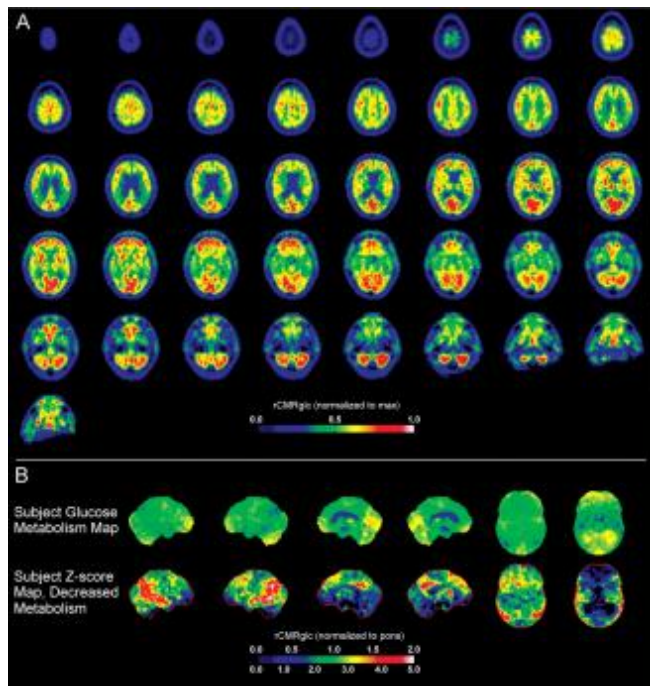 A
rCMRglc (normalized to max)
0.0 0.5 1.0
B
Subject Glucose
Metabolism Map
Subject Z-score
Map, Decreased
Metabolism
rCMRglc (normalized to pons)
0.0 0.5 1.0 1.5 2.0
0.0 1.0 2.0 3.0 4.0 5.0